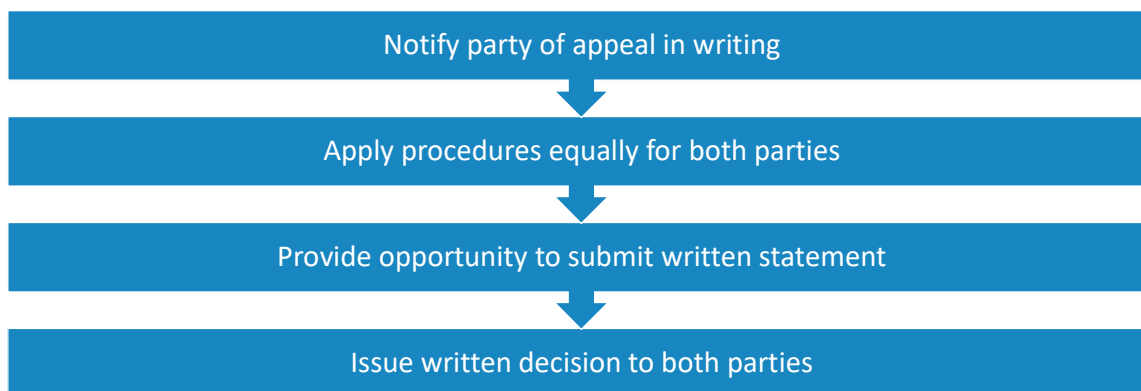 Notify party of appeal in writing
Apply procedures equally for both parties
Provide opportunity to submit written statement
Issue written decision to both parties